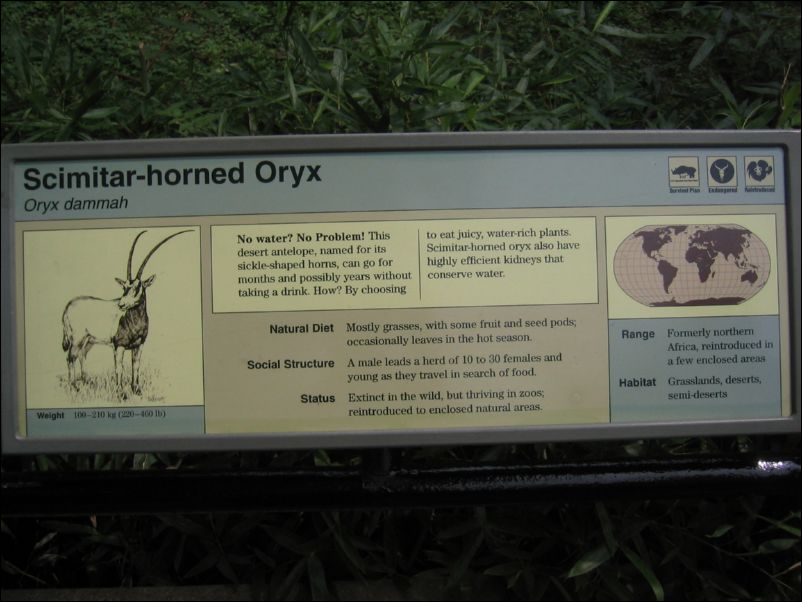 Scimitar-horned Oryx
Oryx dammah
Survival Plan
Endangered
Reintroduced
No water? No Problem! This
desert antelope, named for its
sickle-shaped horns, can go for
months and possibly years without
taking a drink. How? By choosing
to eat juicy, water-rich plants.
Scimitar-horned oryx also have
highly efficient kidneys that
conserve water.
Natural Diet Mostly grasses, with some fruit and seed pods;
occasionally leaves in the hot season.
Social Structure A male leads a herd of 10 to 30 females and
young as they travel in search of food.
Status Extinct in the wild, but thriving in zoos;
reintroduced to enclosed natural areas.
Weight 100–210 kg (220–460 lb)
Range Formerly northern
Africa, reintroduced in
a few enclosed areas
Habitat Grasslands, deserts,
semi-deserts